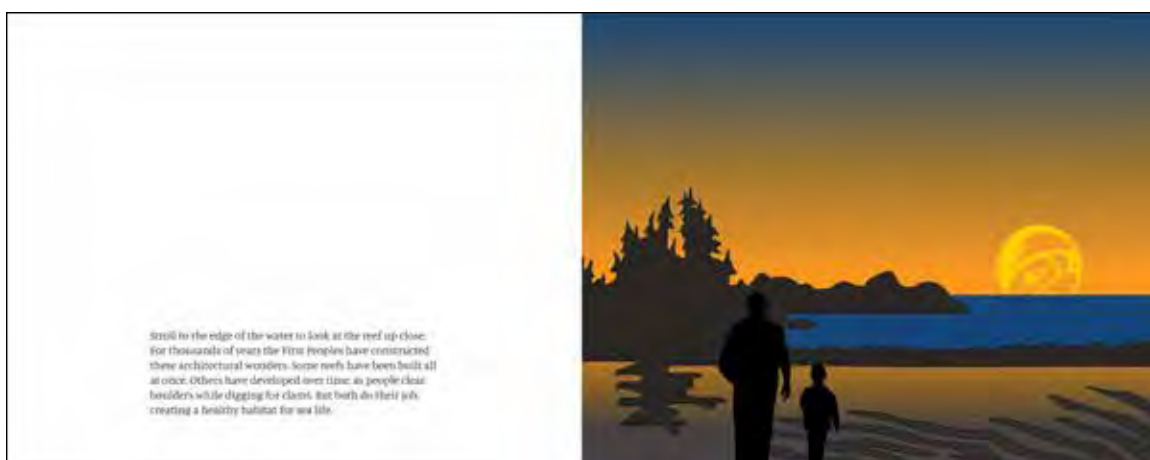 Stroll to the edge of the water to look at the reef up close.
For thousands of years the First Peoples have constructed
these architectural wonders. Some reefs have been built all
at once. Others have developed over time, as people clear
boulders while digging for clams. But both do their job,
creating a healthy habitat for sea life.